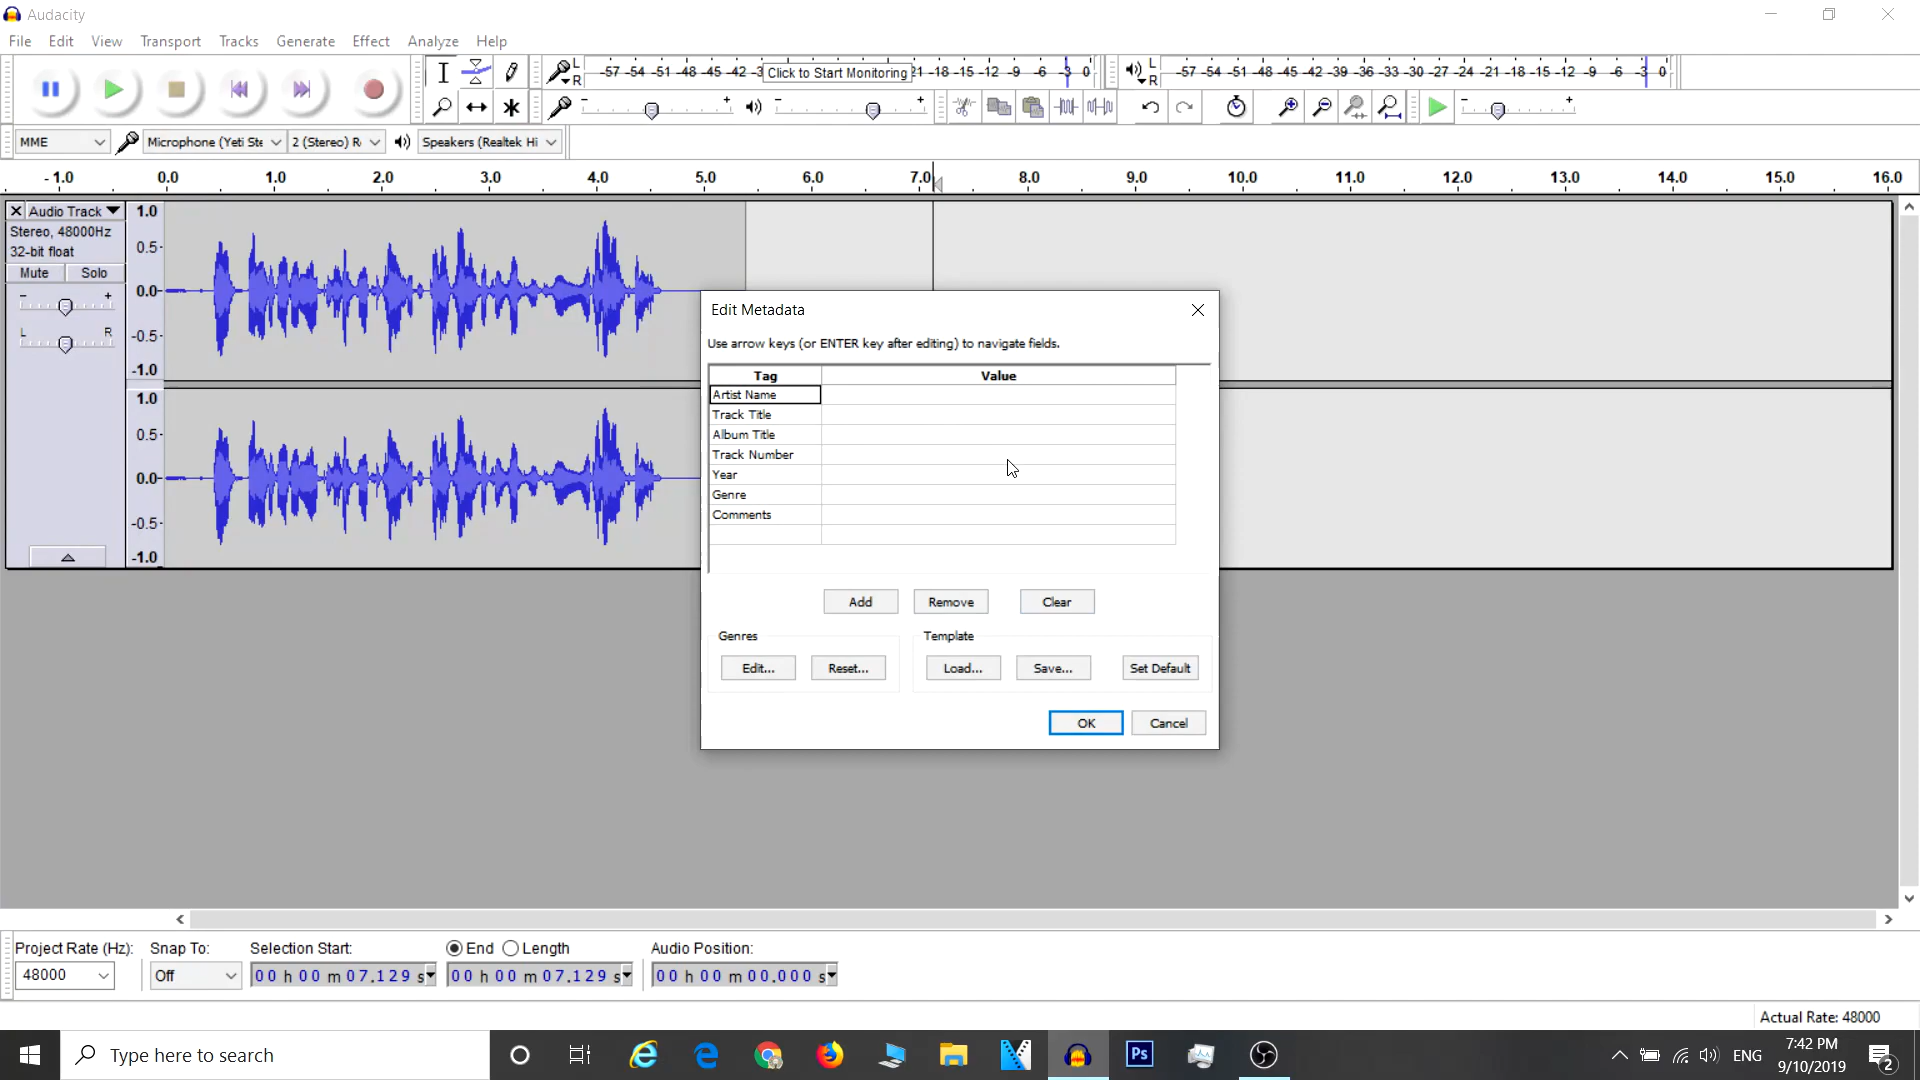 Audacity
File Edit View Transport Tracks Generate Effect Analyze Help
L R -57 -54 -51 -48 -45 -42 -3 Click to Start Monitoring -18 -15 -12 -9 -6 -3 0
L R -57 -54 -51 -48 -45 -42 -39 -36 -33 -30 -27 -24 -21 -18 -15 -12 -9 -6 -3 0
- + - + - +
MME Microphone (Yeti Ste 2 (Stereo) R Speakers (Realtek Hi
-1.0 0.0 1.0 2.0 3.0 4.0 5.0 6.0 7.0 8.0 9.0 10.0 11.0 12.0 13.0 14.0 15.0 16.0
Audio Track
Stereo, 48000Hz
32-bit float
Mute Solo
- +
L R
1.0
0.5
0.0
-0.5
-1.0
1.0
0.5
0.0
-0.5
-1.0
Edit Metadata
Use arrow keys (or ENTER key after editing) to navigate fields.
Tag Value
Artist Name
Track Title
Album Title
Track Number
Year
Genre
Comments
Add Remove Clear
Genres Template
Edit... Reset... Load... Save... Set Default
OK Cancel
Project Rate (Hz): Snap To: Selection Start: End Length Audio Position:
48000 Off 00 h 00 m 07.129 s 00 h 00 m 07.129 s 00 h 00 m 00.000 s
Actual Rate: 48000
Type here to search
Ps
ENG
7:42 PM
9/10/2019
2